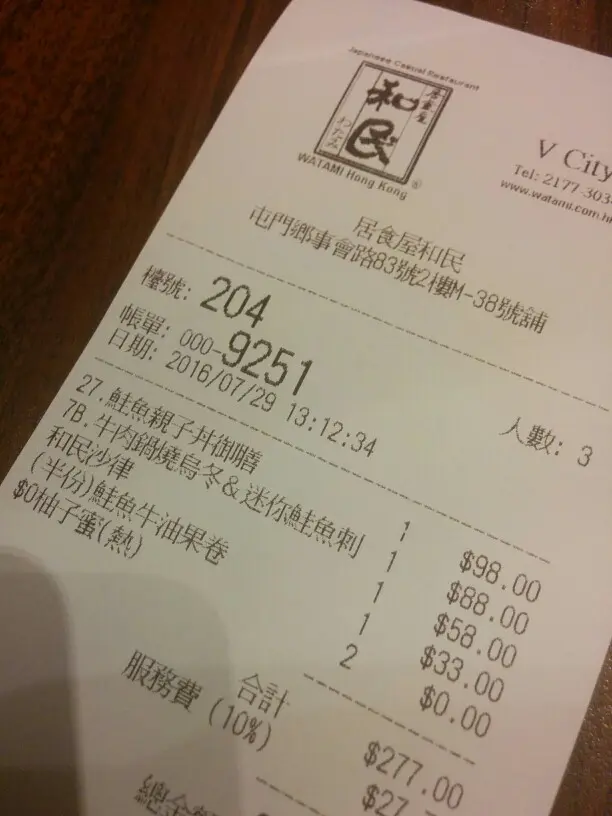 Japanese Casual Restaurant
居食屋
和民
わたみ
WATAMI Hong Kong ®
V City
Tel: 2177-303
www.watami.com.h
居食屋和民
屯門鄉事會路83號2樓M-38號舖
檯號: 204
帳單: 000-9251
人數: 3
日期: 2016/07/29 13:12:34
27.鮭魚親子丼御膳 1 $98.00
7B.牛肉鍋燒烏冬&迷你鮭魚刺 1 $88.00
和民沙律 1 $58.00
(半份)鮭魚牛油果卷 1 $33.00
$0柚子蜜(熱) 2 $0.00
合計 $277.00
服務費 (10%) $27
總金